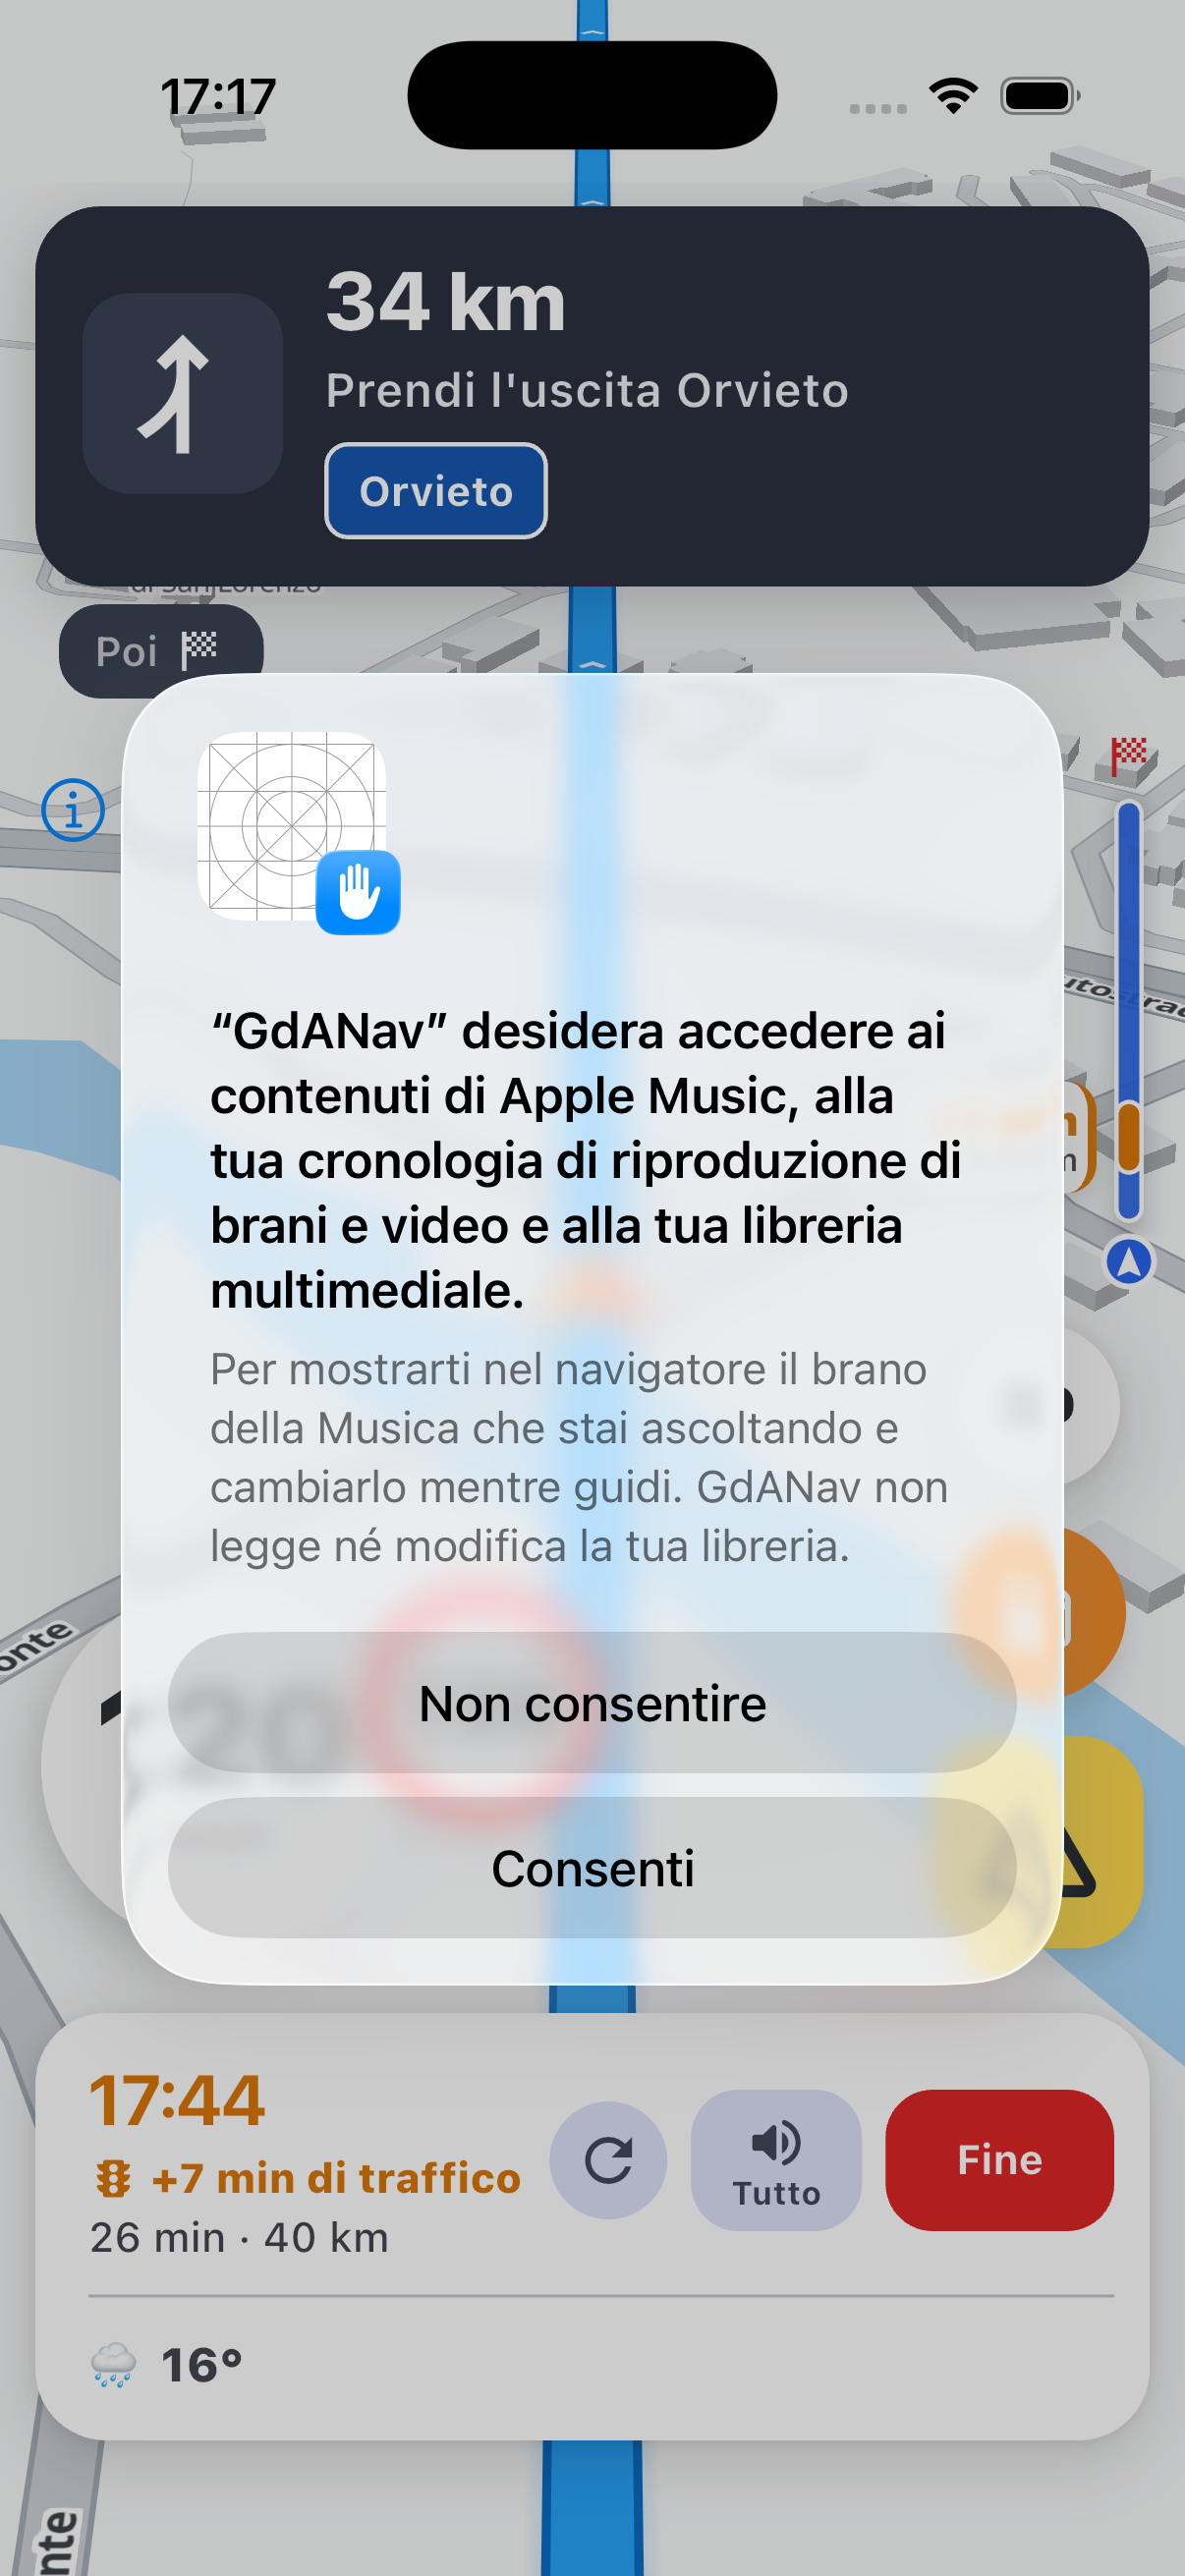 17:17
34 km
Prendi l'uscita Orvieto
Orvieto
Poi
“GdANav” desidera accedere ai
contenuti di Apple Music, alla
tua cronologia di riproduzione di
brani e video e alla tua libreria
multimediale.
Per mostrarti nel navigatore il brano
della Musica che stai ascoltando e
cambiarlo mentre guidi. GdANav non
legge né modifica la tua libreria.
Non consentire
Consenti
17:44
+7 min di traffico
26 min · 40 km
Tutto
Fine
16°